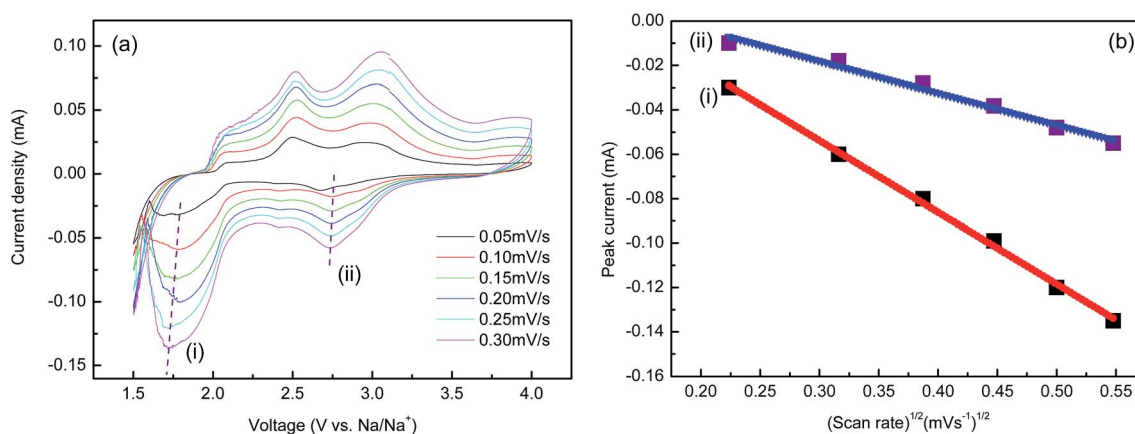 (a)
0.10
0.05
0.00
-0.05
-0.10
-0.15
Current density (mA)
(i)
(ii)
0.05mV/s
0.10mV/s
0.15mV/s
0.20mV/s
0.25mV/s
0.30mV/s
1.5 2.0 2.5 3.0 3.5 4.0
Voltage (V vs. Na/Na⁺)
(b)
0.00
-0.02
-0.04
-0.06
-0.08
-0.10
-0.12
-0.14
-0.16
Peak current (mA)
(ii)
(i)
0.20 0.25 0.30 0.35 0.40 0.45 0.50 0.55
(Scan rate)^1/2(mVs⁻¹)^1/2